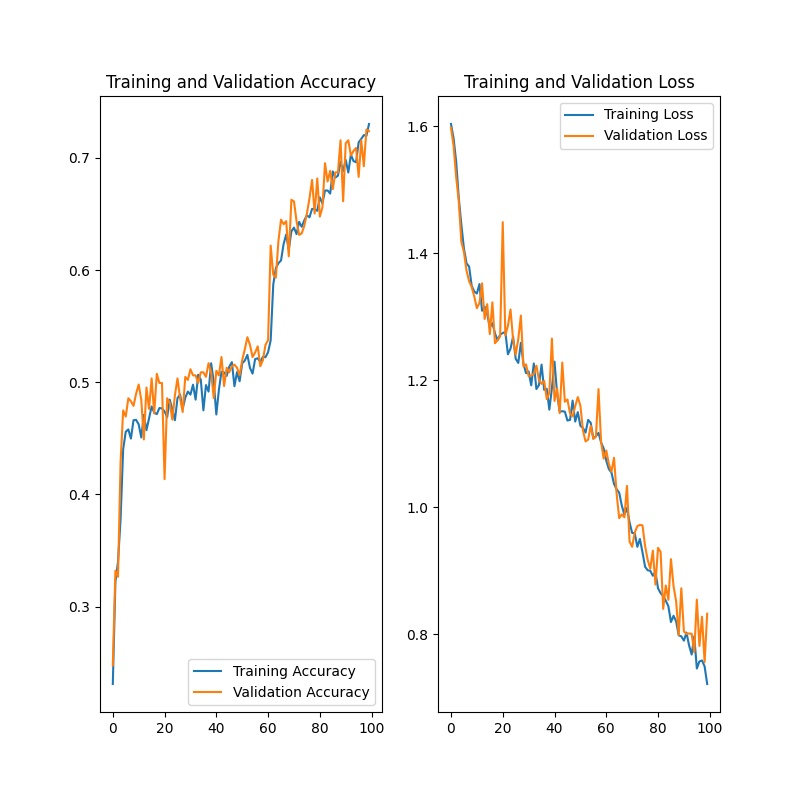 Training and Validation Accuracy
0.7
0.6
0.5
0.4
0.3
0 20 40 60 80 100
Training Accuracy
Validation Accuracy
Training and Validation Loss
1.6
1.4
1.2
1.0
0.8
0 20 40 60 80 100
Training Loss
Validation Loss